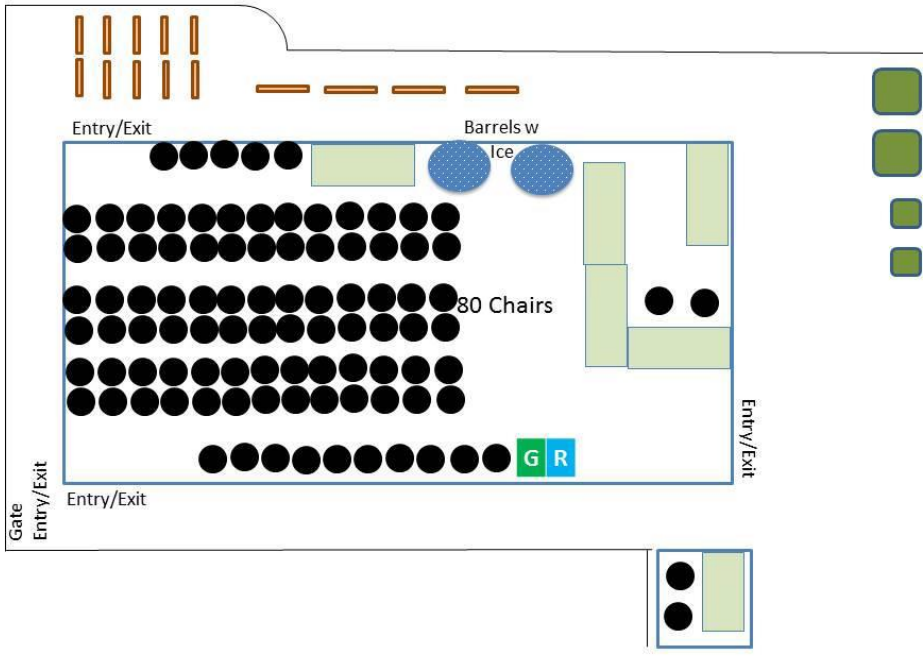 Entry/Exit
Barrels w
Ice
80 Chairs
G R
Entry/Exit
Entry/Exit
Gate
Entry/Exit